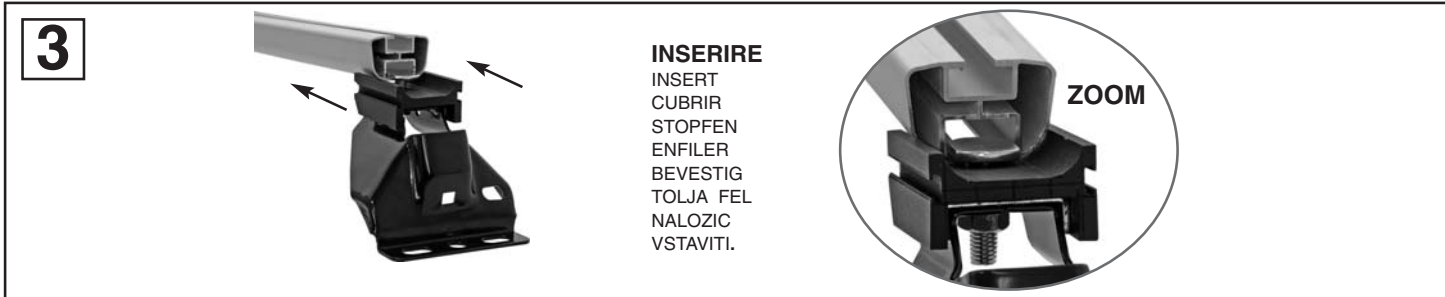 3
INSERIRE
INSERT
CUBRIR
STOPFEN
ENFILER
BEVESTIG
TOLJA FEL
NALOZIC
VSTAVITI.
ZOOM